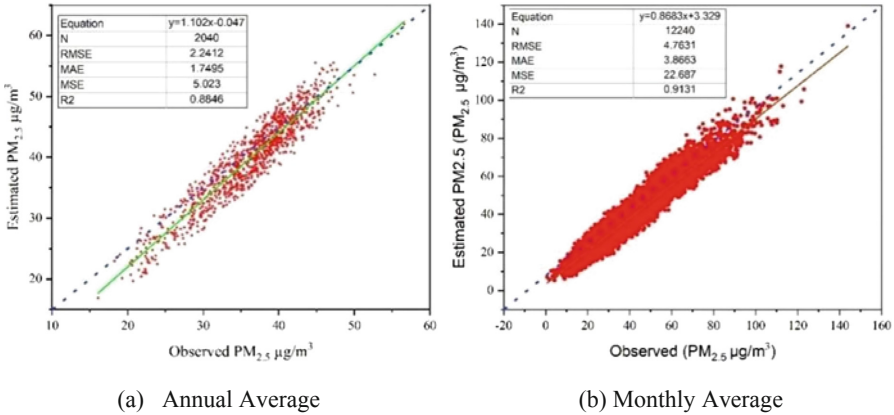 Equation y=1.102x-0.047
N 2040
RMSE 2.2412
MAE 1.7495
MSE 5.023
R2 0.8846
Estimated PM2.5 µg/m3
60
50
40
30
20
10 20 30 40 50 60
Observed PM2.5 µg/m3
(a) Annual Average
Equation y=0.8683x+3.329
N 12240
RMSE 4.7631
MAE 3.8663
MSE 22.687
R2 0.9131
Estimated PM2.5 (PM2.5 µg/m3)
140
120
100
80
60
40
20
0
-20 0 20 40 60 80 100 120 140 160
Observed (PM2.5 µg/m3)
(b) Monthly Average